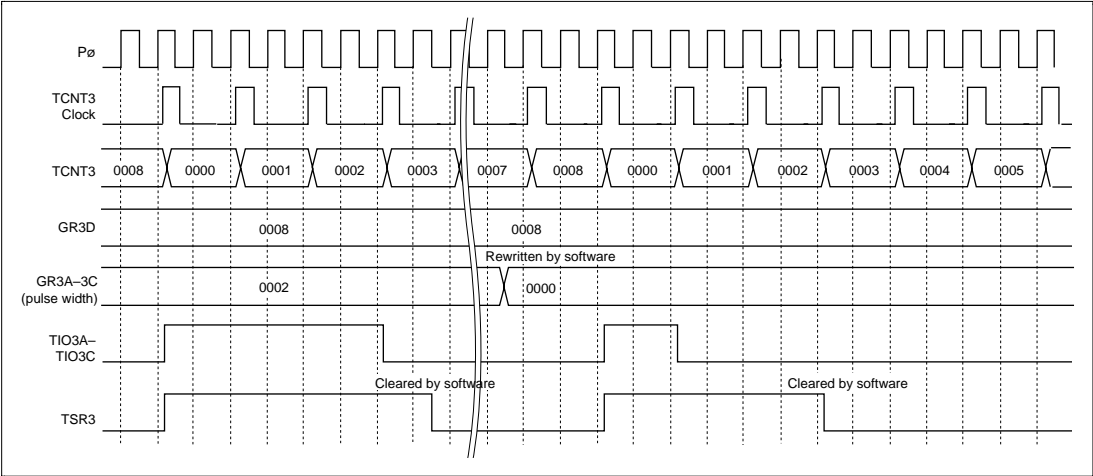 Pø
TCNT3
Clock
TCNT3 0008 0000 0001 0002 0003 0007 0008 0000 0001 0002 0003 0004 0005
GR3D 0008 0008
Rewritten by software
GR3A–3C
(pulse width)
0002 0000
TIO3A–
TIO3C
Cleared by software Cleared by software
TSR3